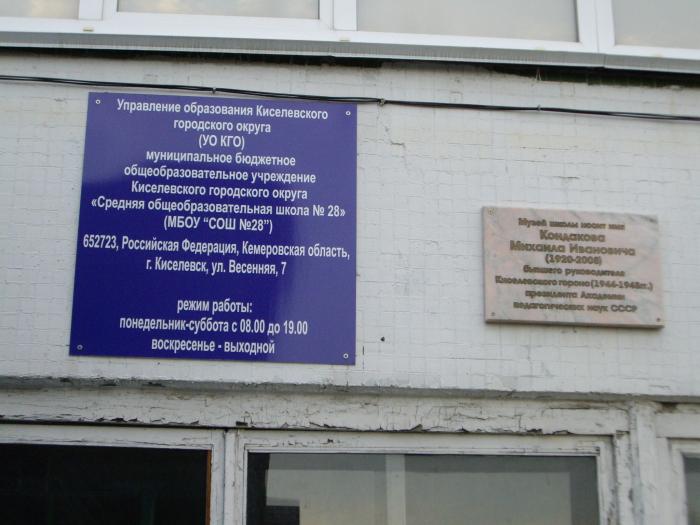 Управление образования Киселевского
городского округа
(УО КГО)
муниципальное бюджетное
общеобразовательное учреждение
Киселевского городского округа
«Средняя общеобразовательная школа № 28»
(МБОУ “СОШ №28”)
652723, Российская Федерация, Кемеровская область,
г. Киселевск, ул. Весенняя, 7
режим работы:
понедельник-суббота с 08.00 до 19.00
воскресенье - выходной
Музей школы носит имя
Кондакова
Михаила Ивановича
(1920-2008)
бывшего руководителя
Киселевского гороно (1944-1948гг.)
президента Академии
педагогических наук СССР